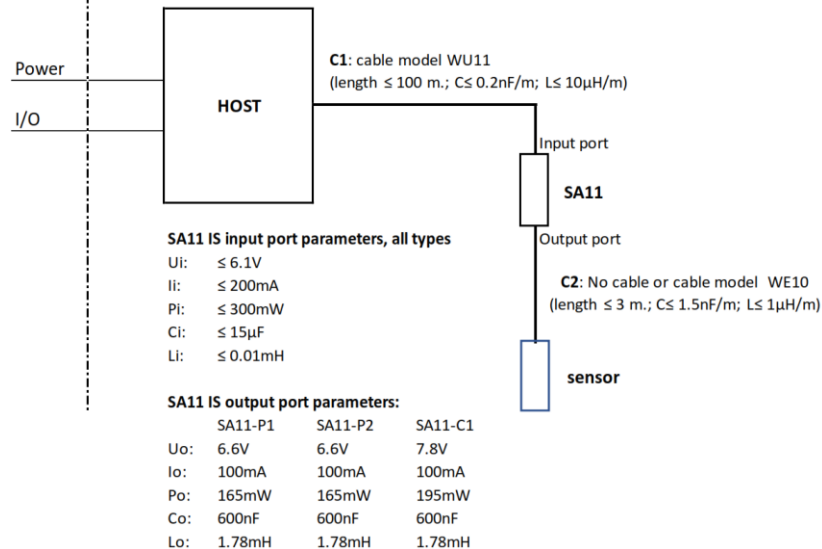 Power
I/O
HOST
C1: cable model WU11
(length ≤ 100 m.; C≤ 0.2nF/m; L≤ 10µH/m)
Input port
SA11
Output port
C2: No cable or cable model WE10
(length ≤ 3 m.; C≤ 1.5nF/m; L≤ 1µH/m)
sensor
SA11 IS input port parameters, all types
Ui: ≤ 6.1V
Ii: ≤ 200mA
Pi: ≤ 300mW
Ci: ≤ 15µF
Li: ≤ 0.01mH
SA11 IS output port parameters:
SA11-P1 SA11-P2 SA11-C1
Uo: 6.6V 6.6V 7.8V
Io: 100mA 100mA 100mA
Po: 165mW 165mW 195mW
Co: 600nF 600nF 600nF
Lo: 1.78mH 1.78mH 1.78mH